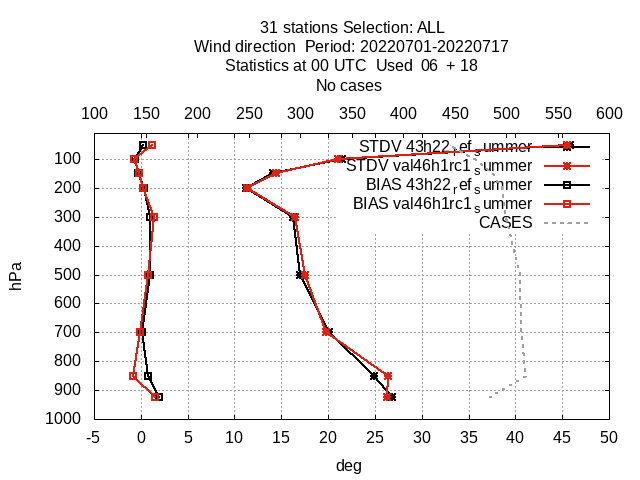 31 stations Selection: ALL
Wind direction  Period: 20220701-20220717
Statistics at 00 UTC  Used  06  + 18
No cases
100 150 200 250 300 350 400 450 500 550 600
STDV 43h22_ref_summer
STDV val46h1rc1_summer
BIAS 43h22_ref_summer
BIAS val46h1rc1_summer
CASES
hPa
100
200
300
400
500
600
700
800
900
1000
-5 0 5 10 15 20 25 30 35 40 45 50
deg